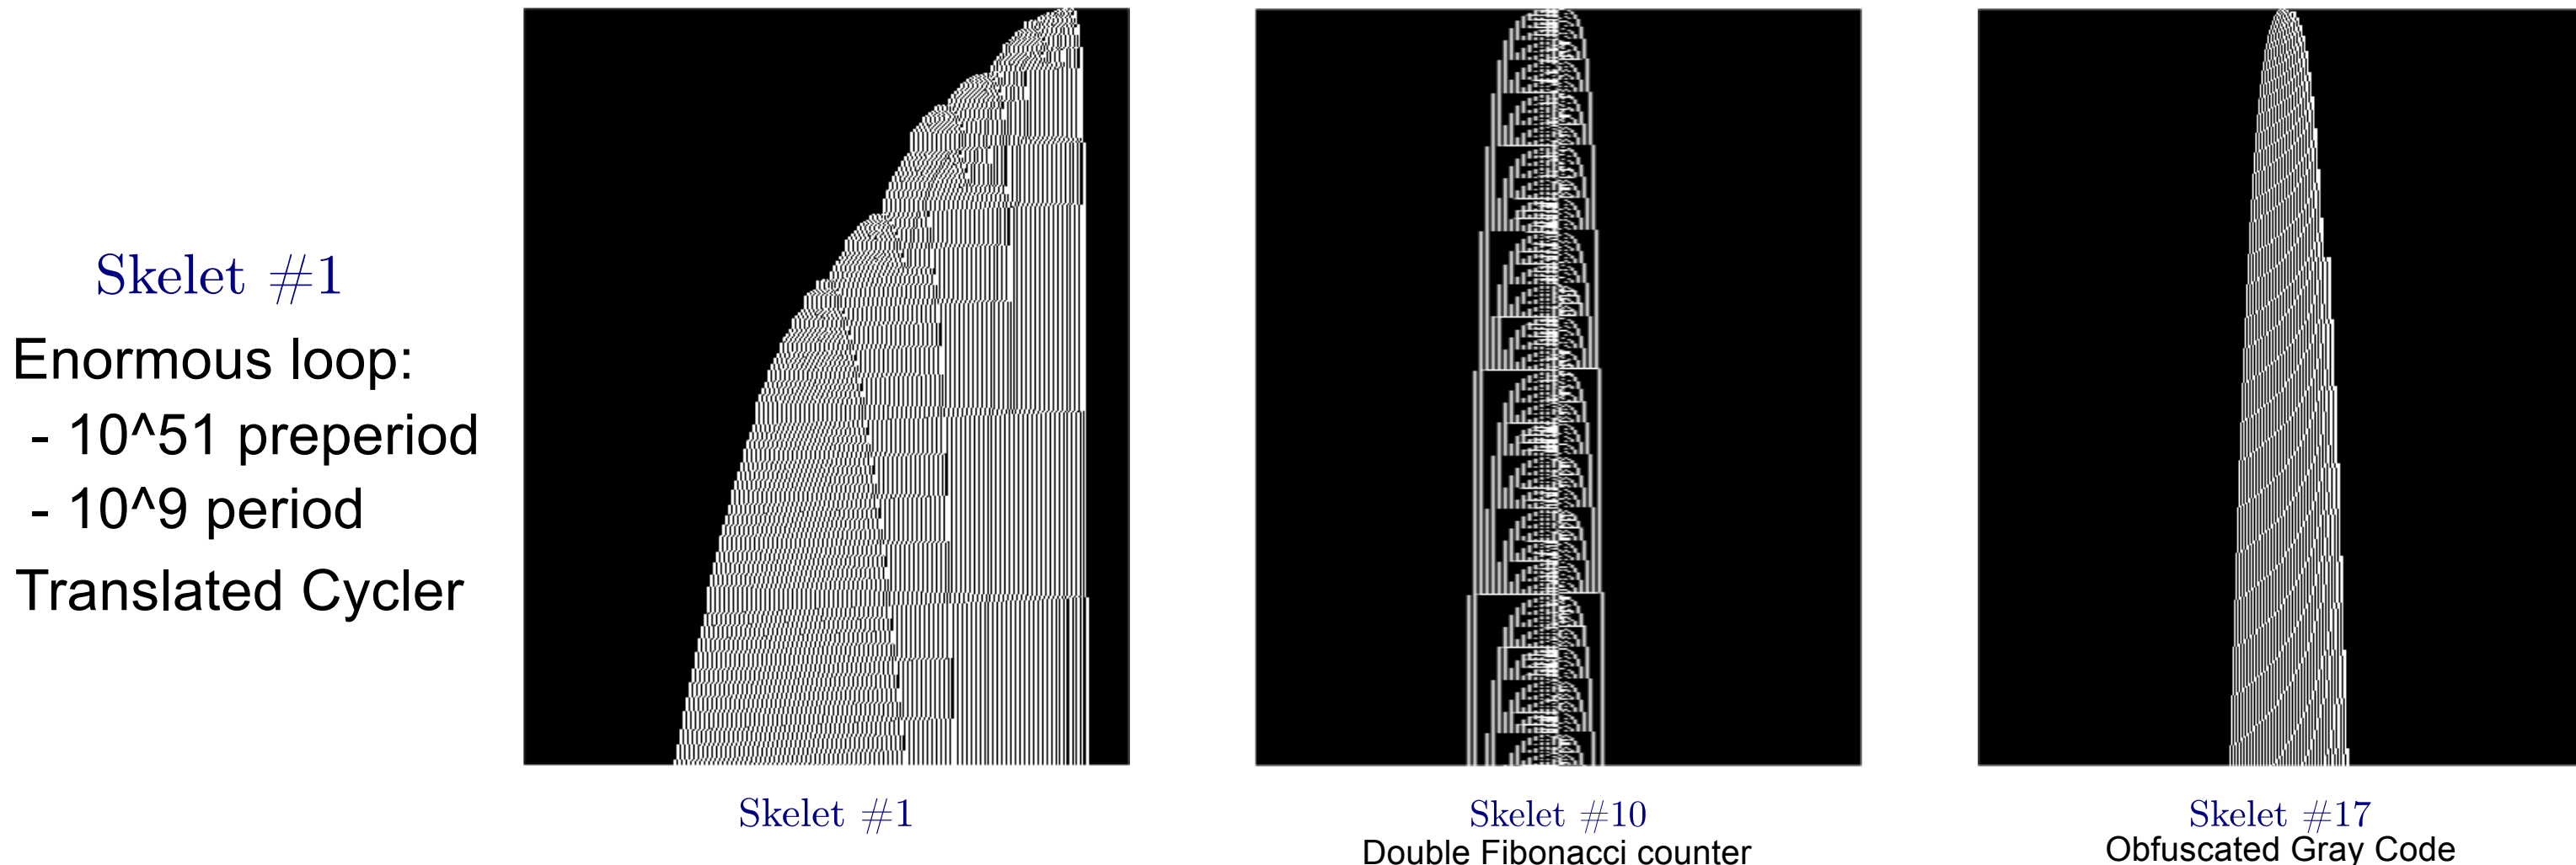 Skelet #1
Enormous loop:
- 10^51 preperiod
- 10^9 period
Translated Cycler
Skelet #1
Skelet #10
Double Fibonacci counter
Skelet #17
Obfuscated Gray Code